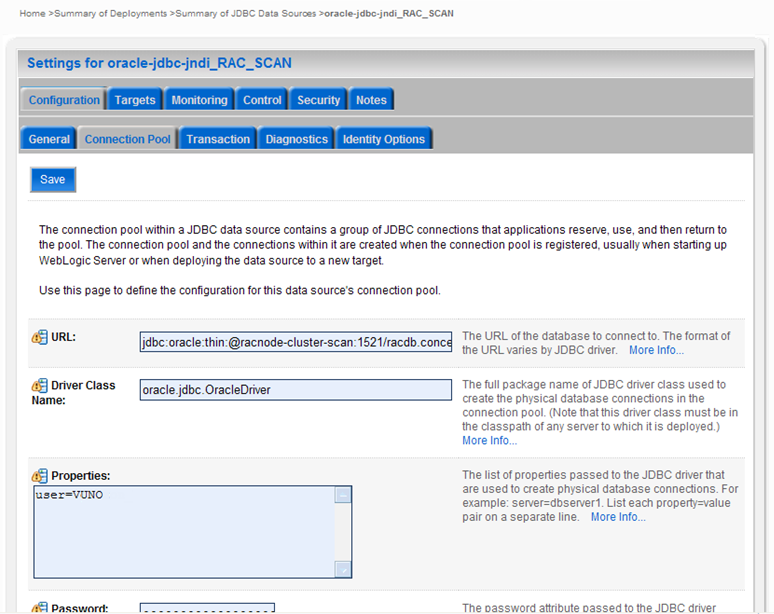 Home >Summary of Deployments >Summary of JDBC Data Sources >oracle-jdbc-jndi_RAC_SCAN
Settings for oracle-jdbc-jndi_RAC_SCAN
Configuration Targets Monitoring Control Security Notes
General Connection Pool Transaction Diagnostics Identity Options
Save
The connection pool within a JDBC data source contains a group of JDBC connections that applications reserve, use, and then return to
the pool. The connection pool and the connections within it are created when the connection pool is registered, usually when starting up
WebLogic Server or when deploying the data source to a new target.
Use this page to define the configuration for this data source's connection pool.
URL:
jdbc:oracle:thin:@racnode-cluster-scan:1521/racdb.conce
The URL of the database to connect to. The format of
the URL varies by JDBC driver. More Info...
Driver Class
Name:
oracle.jdbc.OracleDriver
The full package name of JDBC driver class used to
create the physical database connections in the
connection pool. (Note that this driver class must be in
the classpath of any server to which it is deployed.)
More Info...
Properties:
user=VUNO
The list of properties passed to the JDBC driver that
are used to create physical database connections. For
example: server=dbserver1. List each property=value
pair on a separate line. More Info...
Password:
The password attribute passed to the JDBC driver